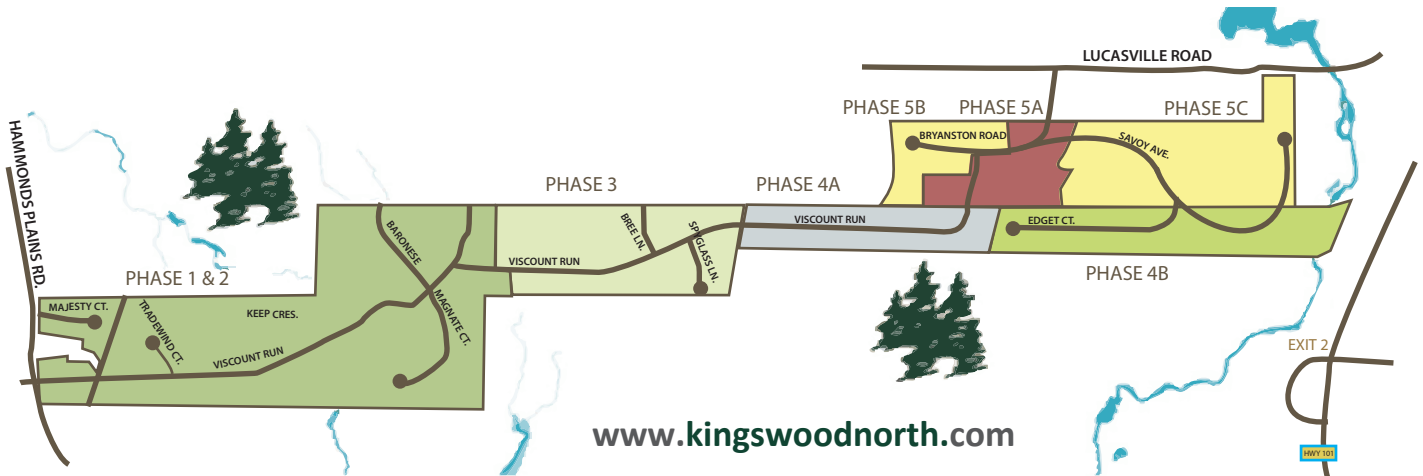 LUCASVILLE ROAD
PHASE 5B
PHASE 5A
PHASE 5C
BRYANSTON ROAD
SAVOY AVE.
HAMMONDS PLAINS RD.
PHASE 3
PHASE 4A
BREE LN.
SPYGLASS LN.
VISCOUNT RUN
EDGET CT.
BARONESE
VISCOUNT RUN
PHASE 4B
PHASE 1 & 2
MAJESTY CT.
TRADEWIND CT.
KEEP CRES.
MAGNATE CT.
VISCOUNT RUN
EXIT 2
www.kingswoodnorth.com
HWY 101